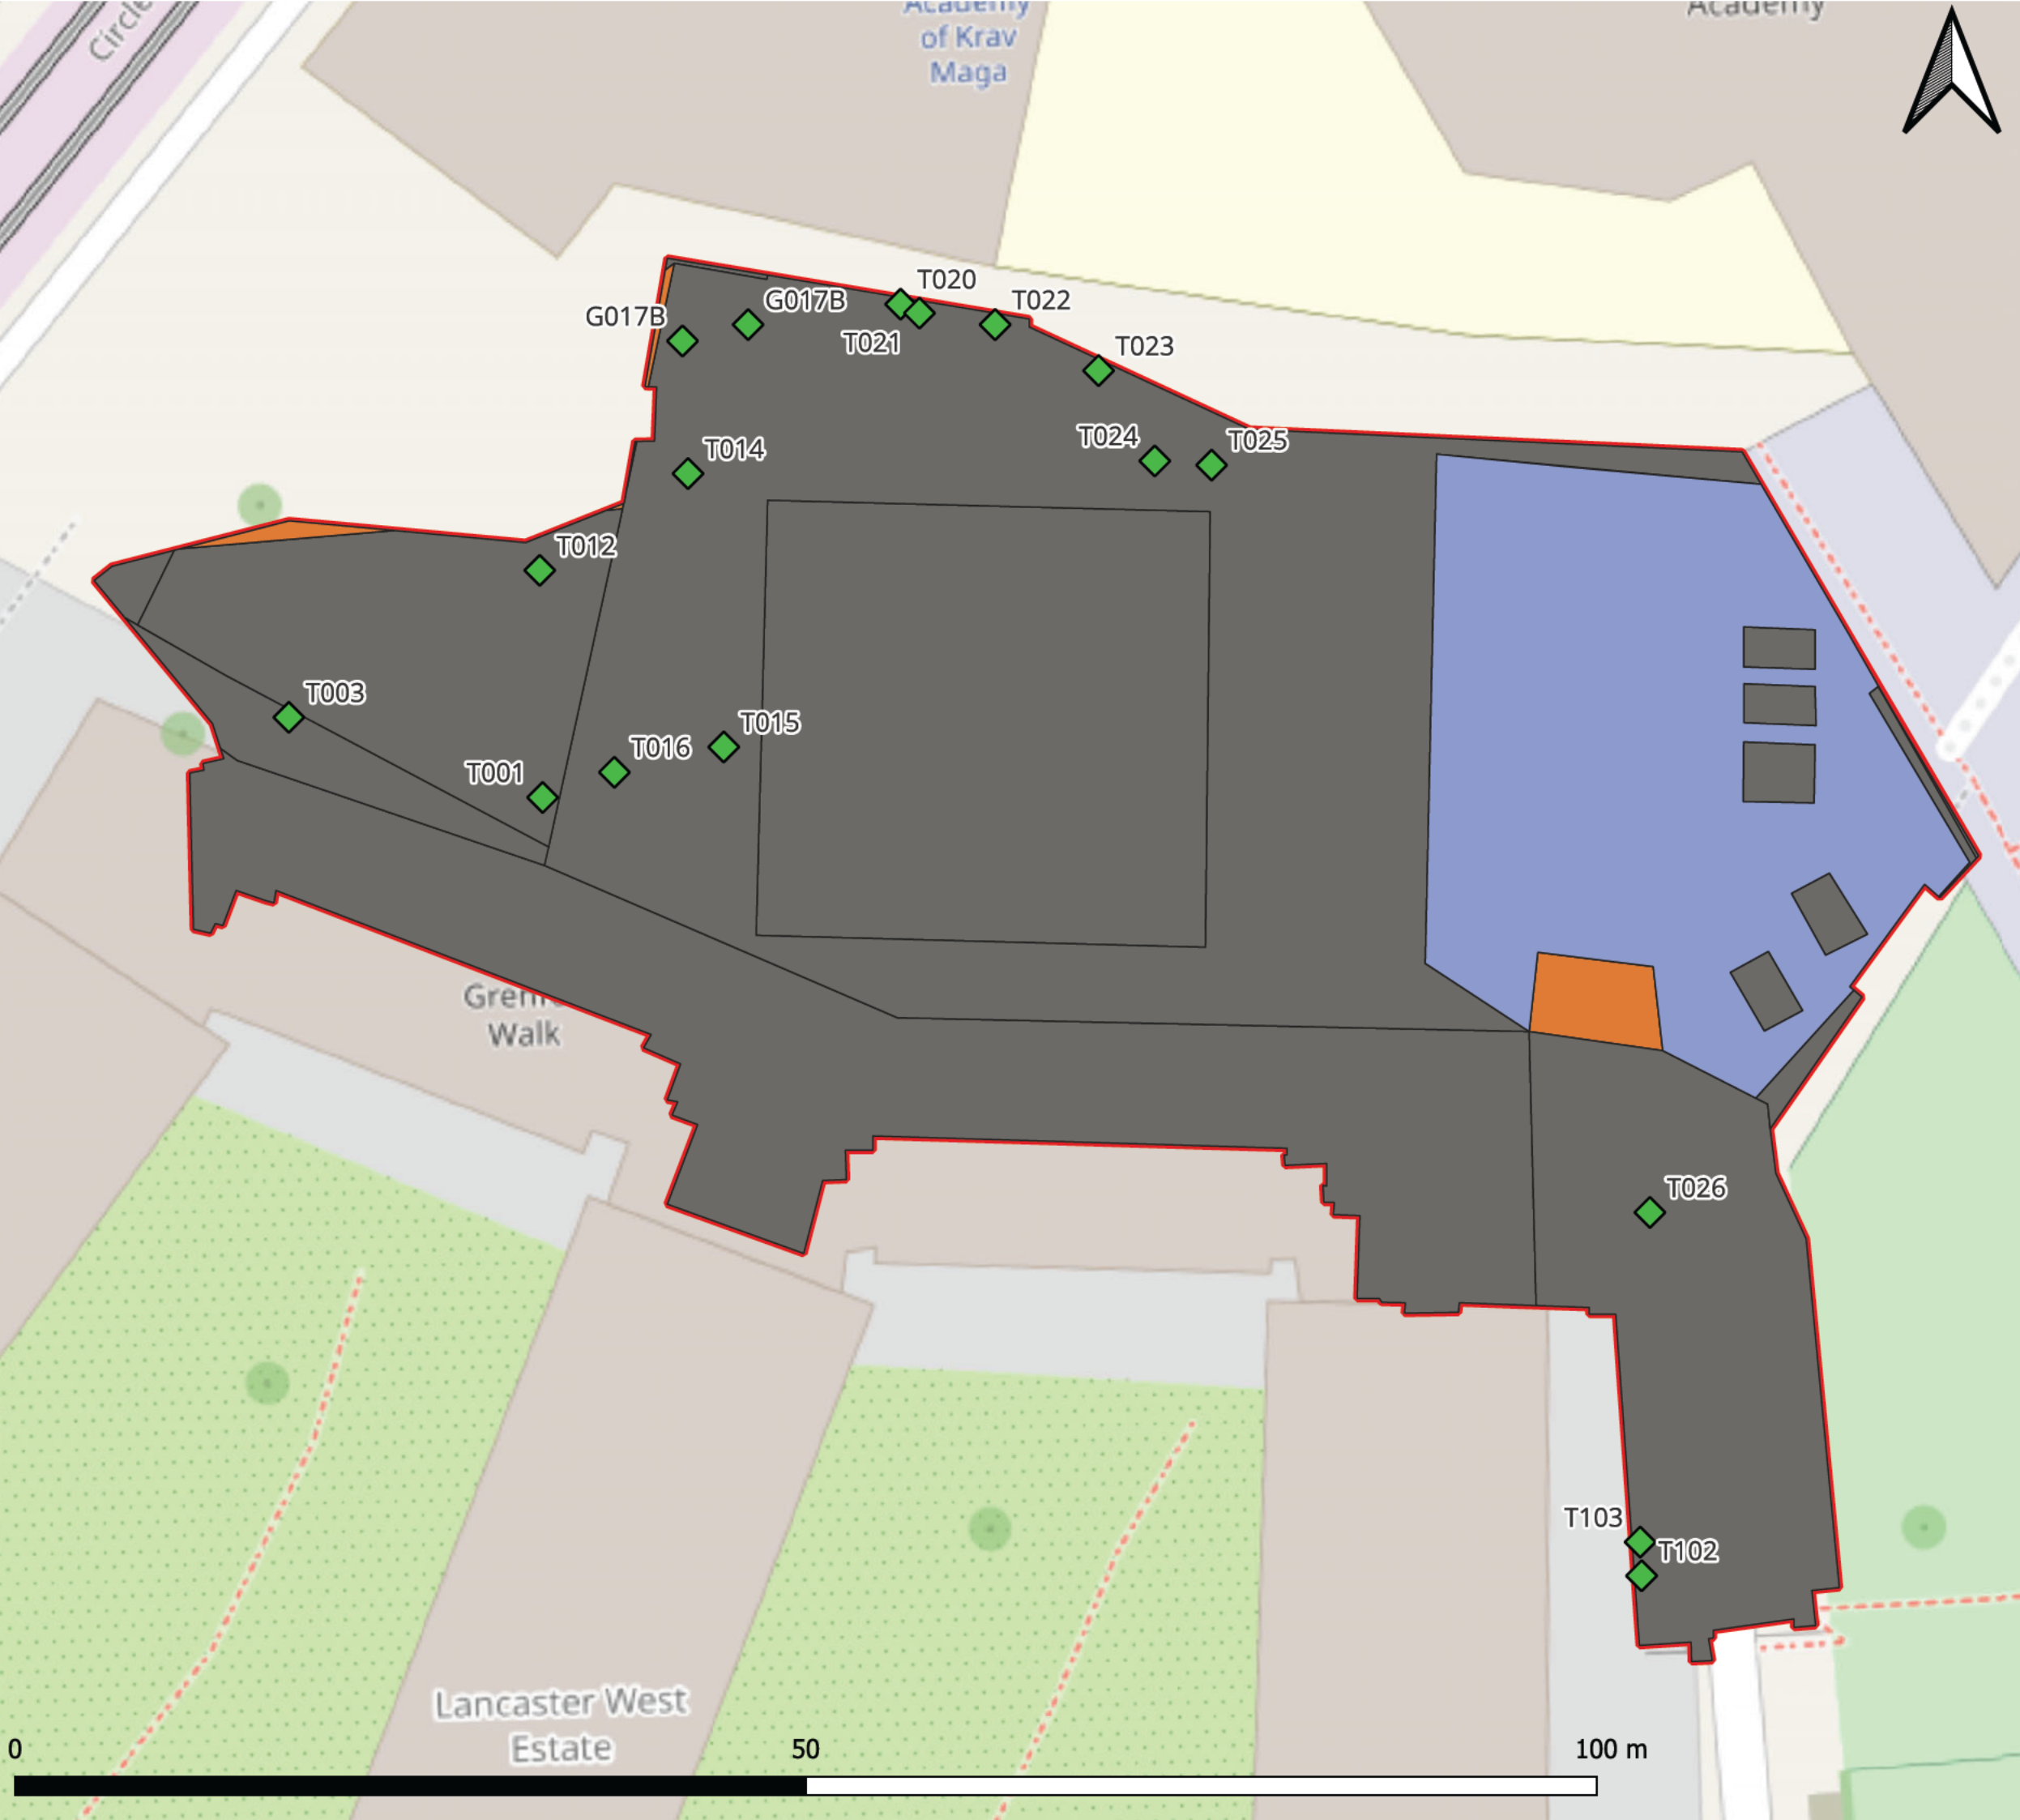 Circle
Academy
of Krav
Maga
Academy
G017B
G017B
T020
T021
T022
T023
T024
T025
T014
T012
T003
T001
T016
T015
Walk
T026
T103
T102
Lancaster West
Estate
0
50
100 m